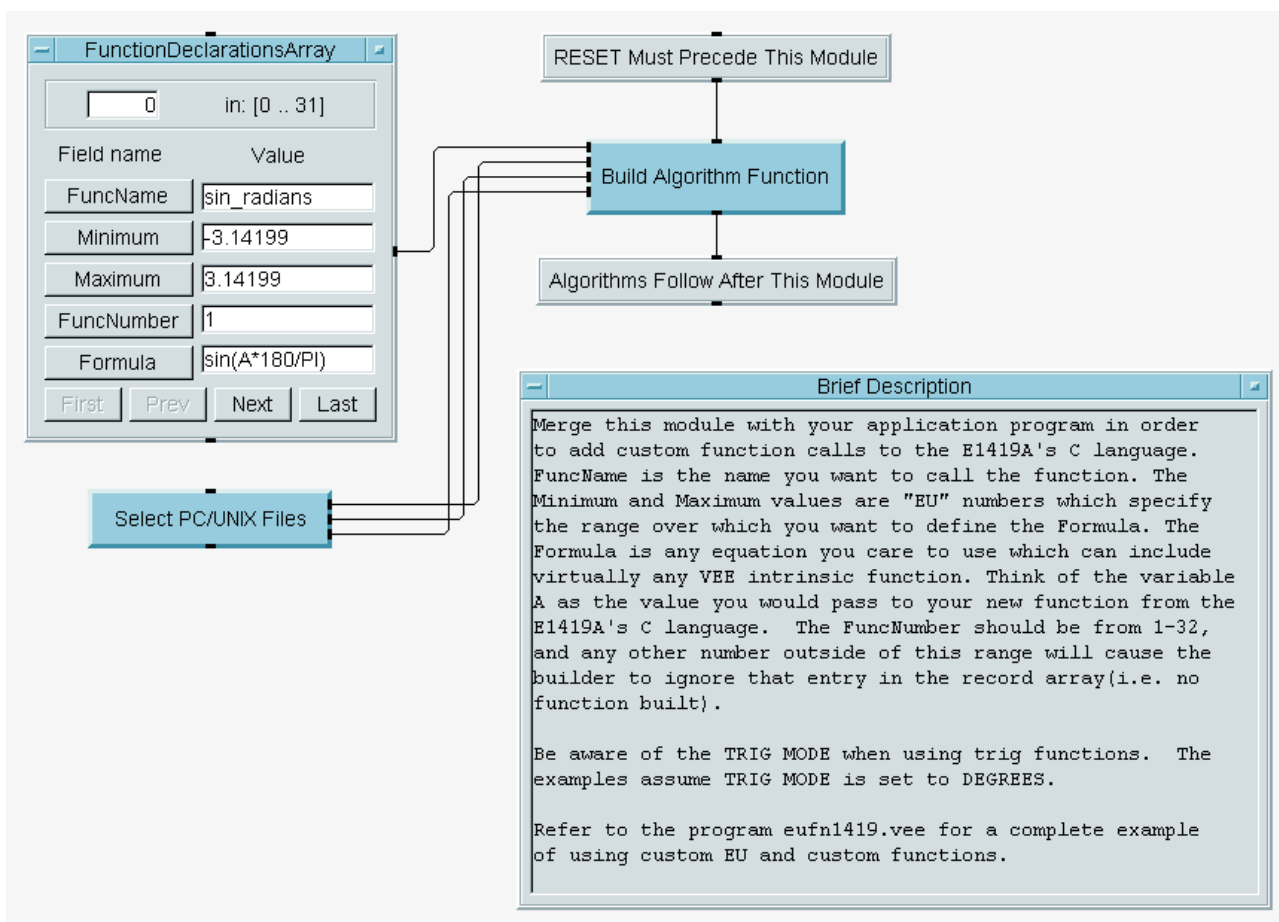 FunctionDeclarationsArray
0 in: [0 .. 31]
Field name Value
FuncName sin_radians
Minimum -3.14199
Maximum 3.14199
FuncNumber 1
Formula sin(A*180/PI)
First Prev Next Last
Select PC/UNIX Files
RESET Must Precede This Module
Build Algorithm Function
Algorithms Follow After This Module
Brief Description
Merge this module with your application program in order
to add custom function calls to the E1419A's C language.
FuncName is the name you want to call the function. The
Minimum and Maximum values are "EU" numbers which specify
the range over which you want to define the Formula. The
Formula is any equation you care to use which can include
virtually any VEE intrinsic function. Think of the variable
A as the value you would pass to your new function from the
E1419A's C language.  The FuncNumber should be from 1-32,
and any other number outside of this range will cause the
builder to ignore that entry in the record array(i.e. no
function built).
Be aware of the TRIG MODE when using trig functions.  The
examples assume TRIG MODE is set to DEGREES.
Refer to the program eufn1419.vee for a complete example
of using custom EU and custom functions.